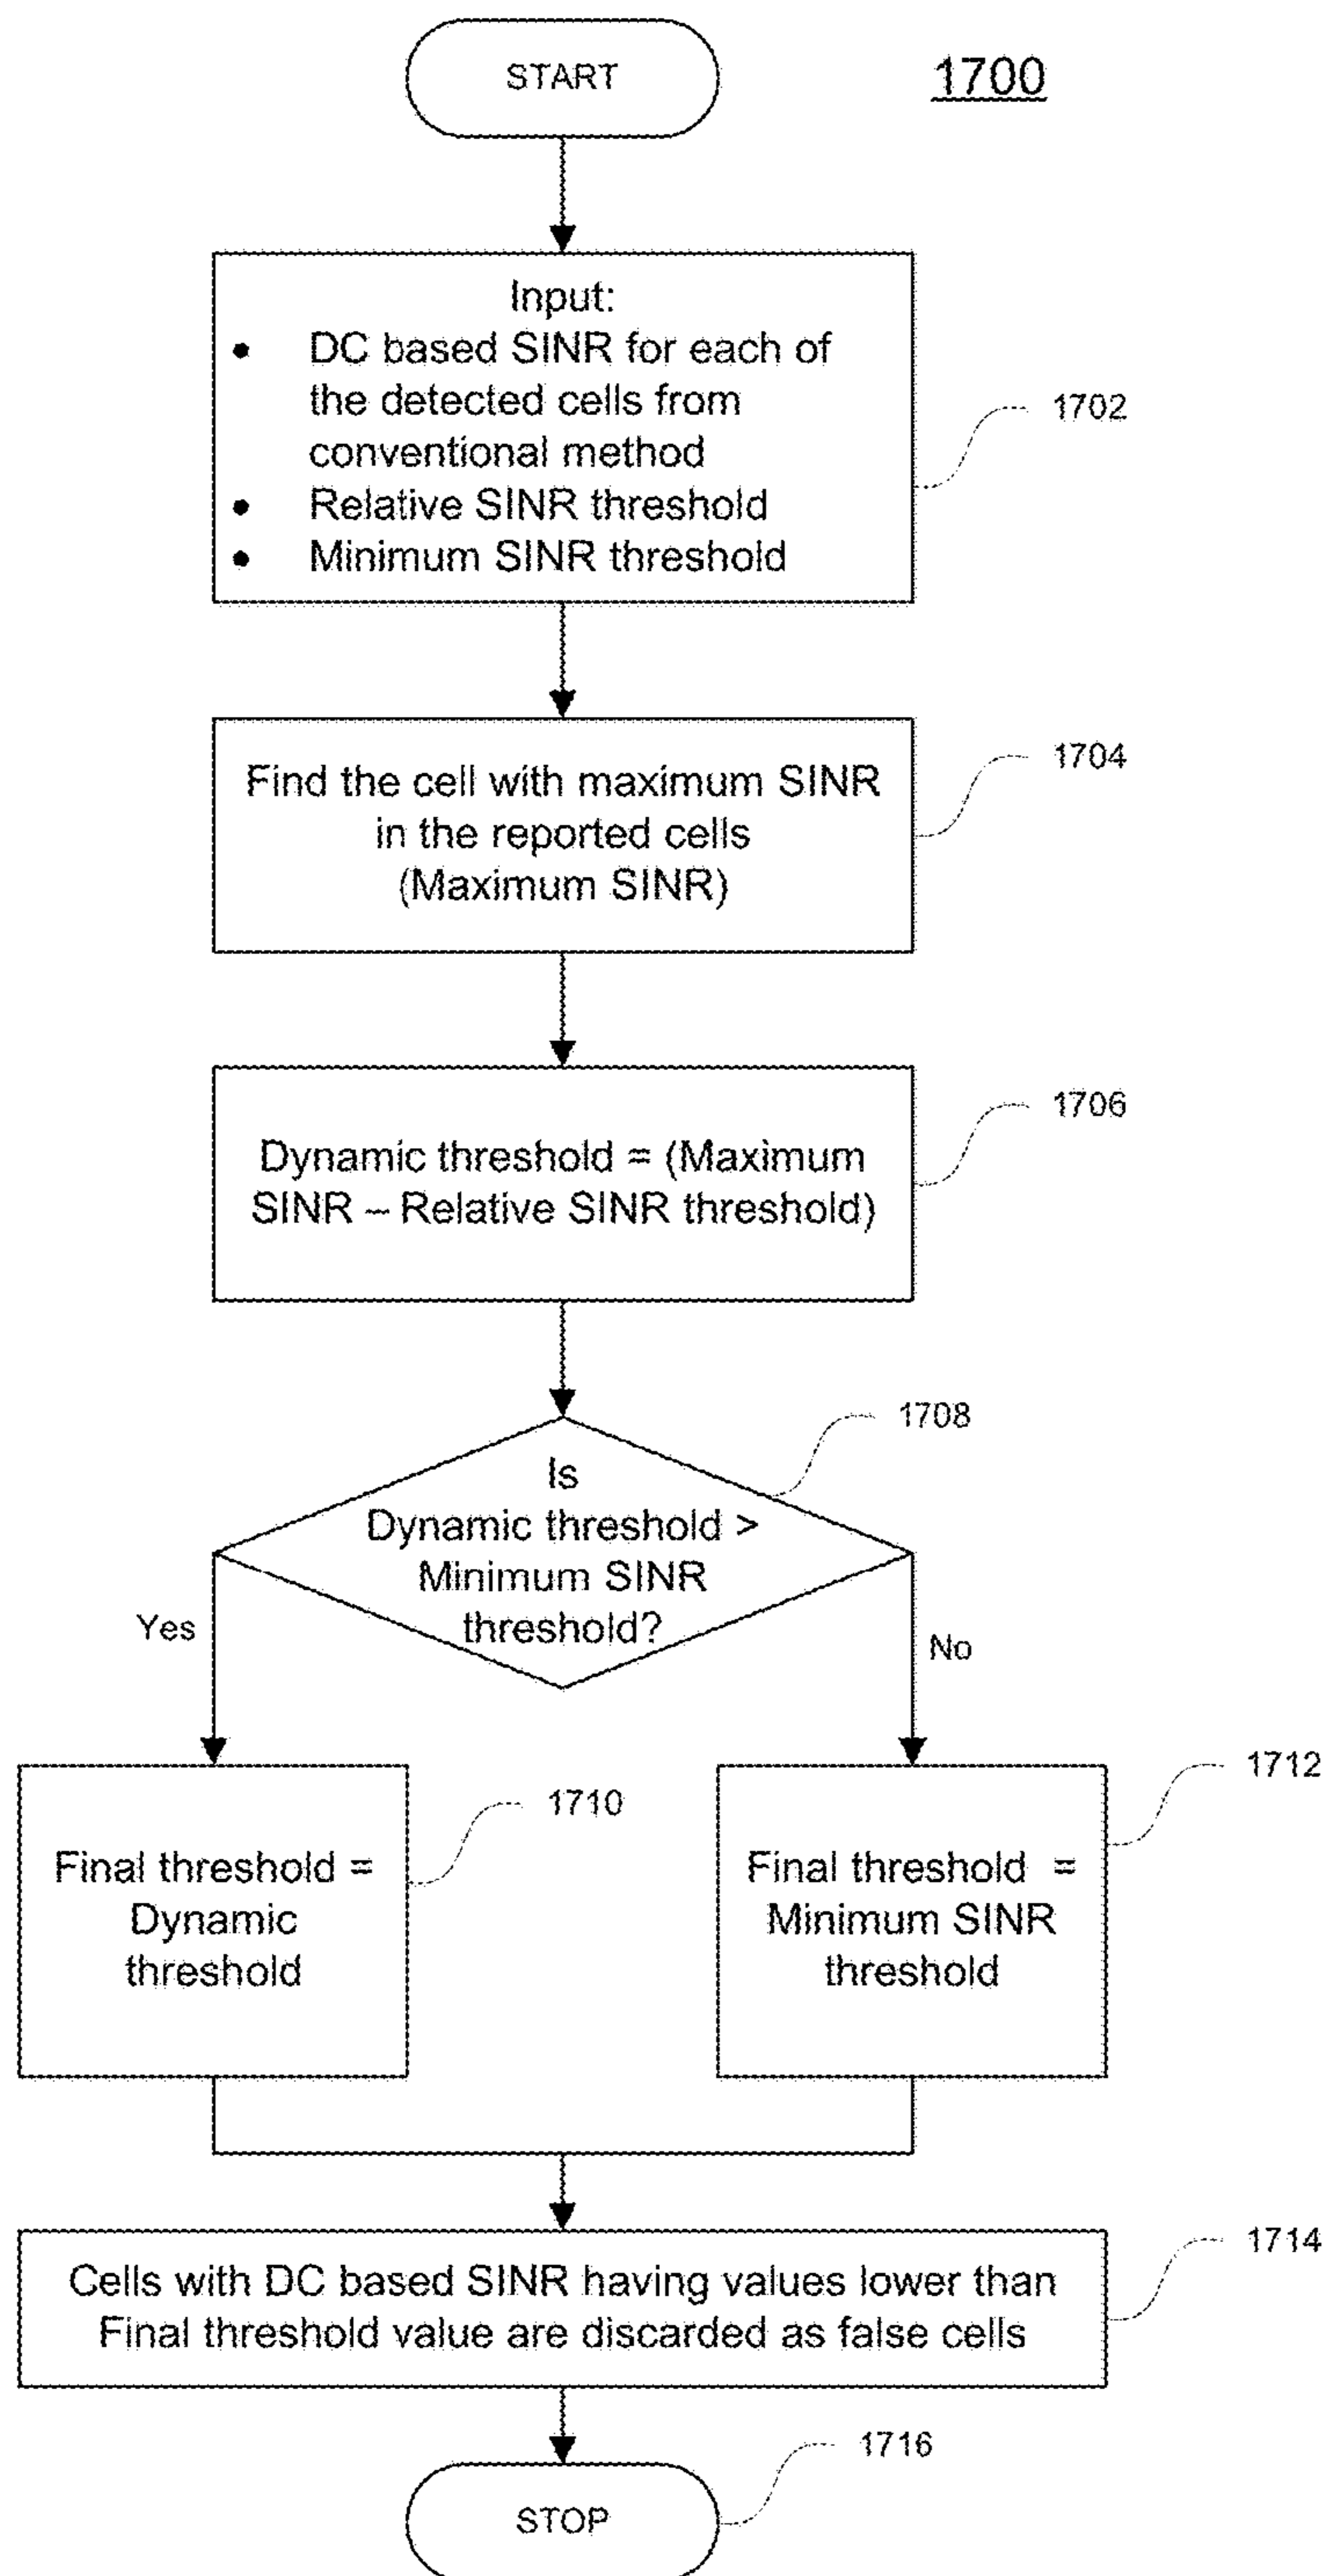 START
1700
Input:
• DC based SINR for each of
the detected cells from
conventional method
• Relative SINR threshold
• Minimum SINR threshold
1702
Find the cell with maximum SINR
in the reported cells
(Maximum SINR)
1704
Dynamic threshold = (Maximum
SINR – Relative SINR threshold)
1706
Is
Dynamic threshold >
Minimum SINR
threshold?
1708
Yes
No
Final threshold =
Dynamic
threshold
1710
Final threshold =
Minimum SINR
threshold
1712
Cells with DC based SINR having values lower than
Final threshold value are discarded as false cells
1714
STOP
1716